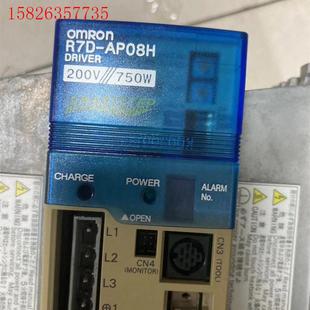 15826357735
OMRON
R7D-AP08H
DRIVER
200V//750W
CHARGE
POWER
ALARM
No.
▲OPEN
L1
L2
L3
⊕1
CN4
(MONITOR)
CN3 (TOOL)